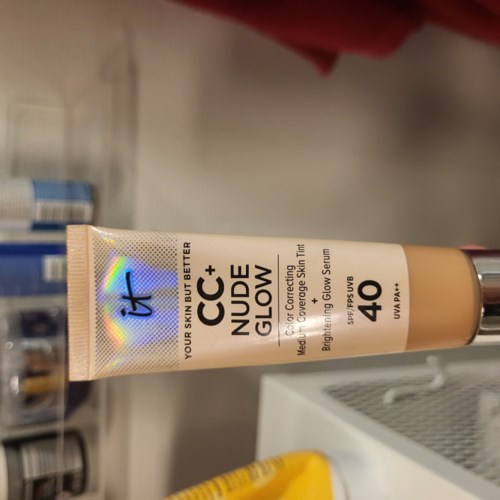 it
YOUR SKIN BUT BETTER
CC+
NUDE
GLOW
Color Correcting
Medium Coverage Skin Tint
+
Brightening Glow Serum
SPF/FPS UVB
40
UVA PA++